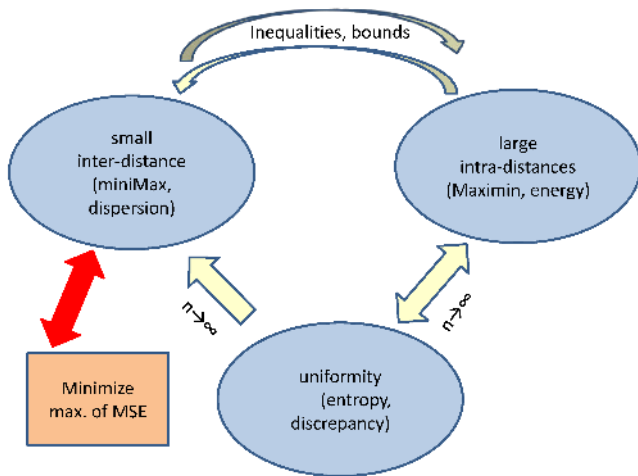 Inequalities, bounds
small
inter-distance
(miniMax,
dispersion)
large
intra-distances
(Maximin, energy)
n→∞
n→∞
uniformity
(entropy,
discrepancy)
Minimize
max. of MSE